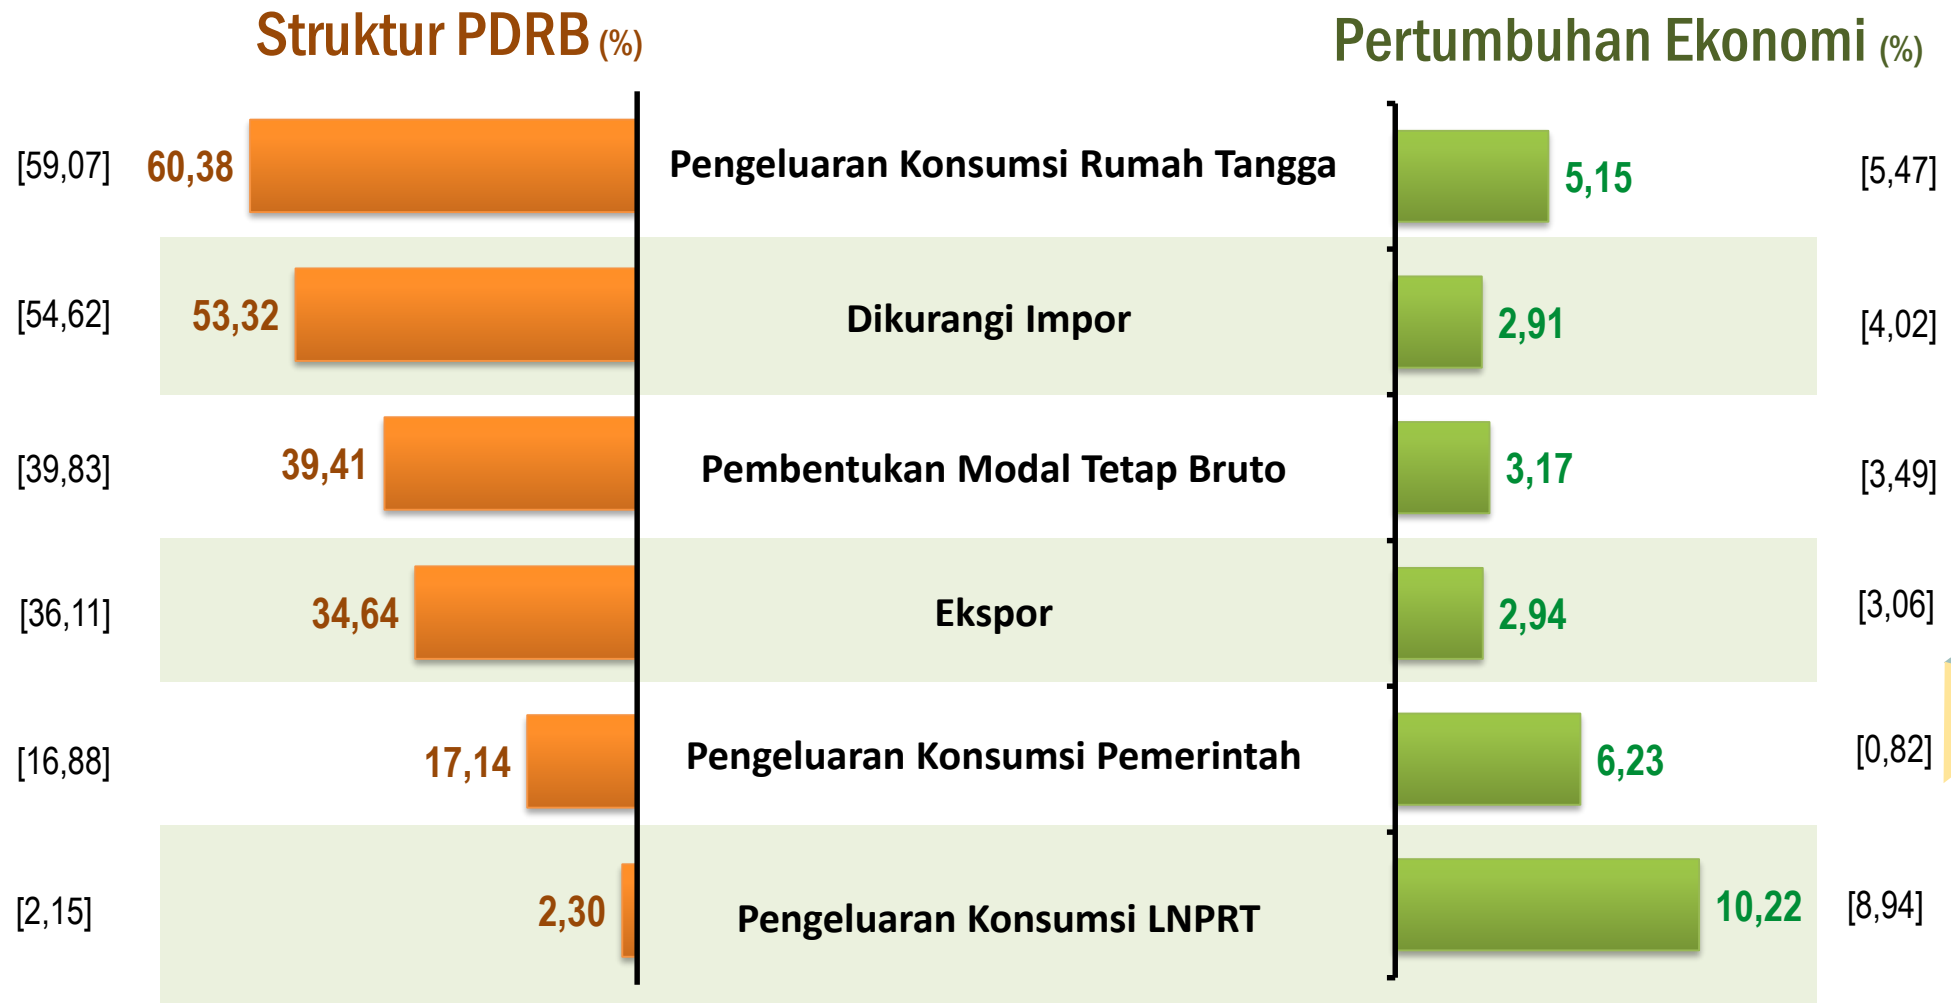 Struktur PDRB (%)
Pertumbuhan Ekonomi (%)
[59,07] 60,38 Pengeluaran Konsumsi Rumah Tangga 5,15 [5,47]
[54,62] 53,32 Dikurangi Impor 2,91 [4,02]
[39,83] 39,41 Pembentukan Modal Tetap Bruto 3,17 [3,49]
[36,11] 34,64 Ekspor 2,94 [3,06]
[16,88] 17,14 Pengeluaran Konsumsi Pemerintah 6,23 [0,82]
[2,15] 2,30 Pengeluaran Konsumsi LNPRT 10,22 [8,94]